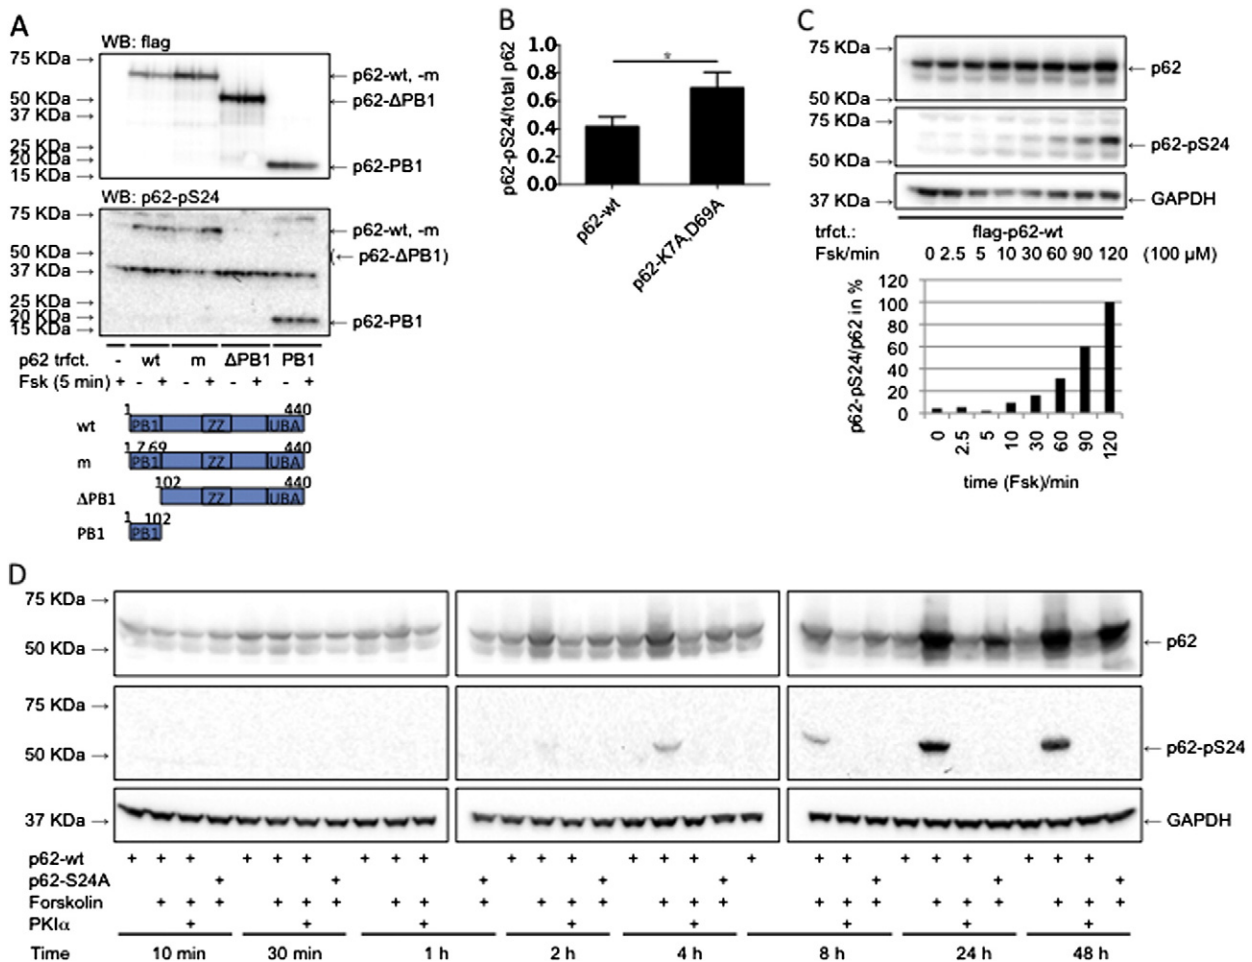 A
WB: flag
75 KDa →
50 KDa →
37 KDa →
25 KDa →
20 KDa →
15 KDa →
← p62-wt, -m
← p62-ΔPB1
← p62-PB1
WB: p62-pS24
75 KDa →
50 KDa →
37 KDa →
25 KDa →
20 KDa →
15 KDa →
← p62-wt, -m
(← p62-ΔPB1)
← p62-PB1
p62 trfct. - wt m ΔPB1 PB1
Fsk (5 min) + - + - + - + - +
1 440
wt PB1 ZZ UBA
1 7 69 440
m PB1 ZZ UBA
102 440
ΔPB1 ZZ UBA
1 102
PB1 PB1
B
p62-pS24/total p62
1.0
0.8
0.6
0.4
0.2
0.0
*
p62-wt
p62-K7A,D69A
C
75 KDa →
50 KDa →
← p62
75 KDa →
50 KDa →
← p62-pS24
37 KDa →
← GAPDH
trfct.: flag-p62-wt
Fsk/min 0 2.5 5 10 30 60 90 120 (100 µM)
p62-pS24/p62 in %
120
100
80
60
40
20
0
0 2.5 5 10 30 60 90 120
time (Fsk)/min
D
75 KDa →
50 KDa →
← p62
75 KDa →
50 KDa →
← p62-pS24
37 KDa →
← GAPDH
p62-wt + + + + + + + + + + + + + + + + + + + + + + + +
p62-S24A + + + + + + + +
Forskolin + + + + + + + + + + + + + + + + + + + + + + + +
PKIα + + + + + + + +
Time 10 min 30 min 1 h 2 h 4 h 8 h 24 h 48 h